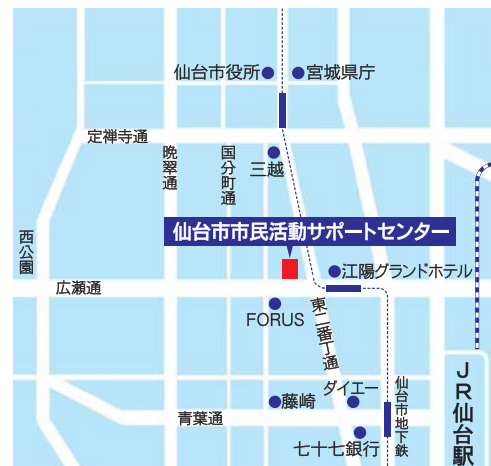 仙台市役所
宮城県庁
定禅寺通
晩翠通
国分町通
三越
仙台市市民活動サポートセンター
西公園
江陽グランドホテル
広瀬通
FORUS
東二番丁通
JR仙台駅
仙台市地下鉄
ダイエー
藤崎
青葉通
七十七銀行